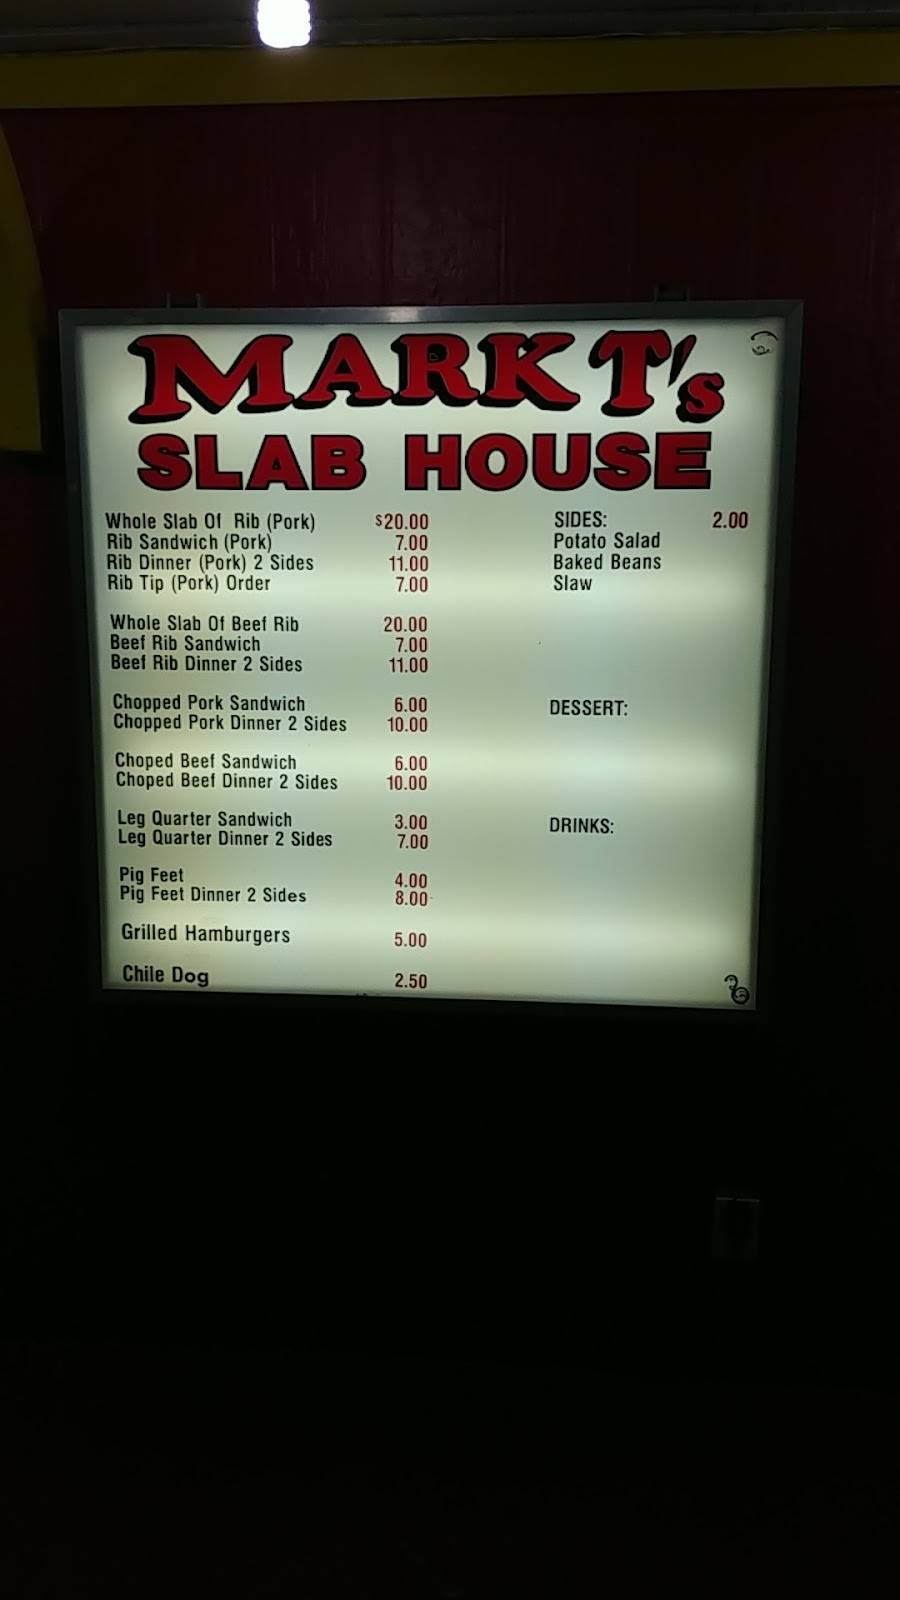 MARK T's
SLAB HOUSE
Whole Slab Of Rib (Pork) $20.00
Rib Sandwich (Pork) 7.00
Rib Dinner (Pork) 2 Sides 11.00
Rib Tip (Pork) Order 7.00
Whole Slab Of Beef Rib 20.00
Beef Rib Sandwich 7.00
Beef Rib Dinner 2 Sides 11.00
Chopped Pork Sandwich 6.00
Chopped Pork Dinner 2 Sides 10.00
Choped Beef Sandwich 6.00
Choped Beef Dinner 2 Sides 10.00
Leg Quarter Sandwich 3.00
Leg Quarter Dinner 2 Sides 7.00
Pig Feet 4.00
Pig Feet Dinner 2 Sides 8.00
Grilled Hamburgers 5.00
Chile Dog 2.50
SIDES: 2.00
Potato Salad
Baked Beans
Slaw
DESSERT:
DRINKS: